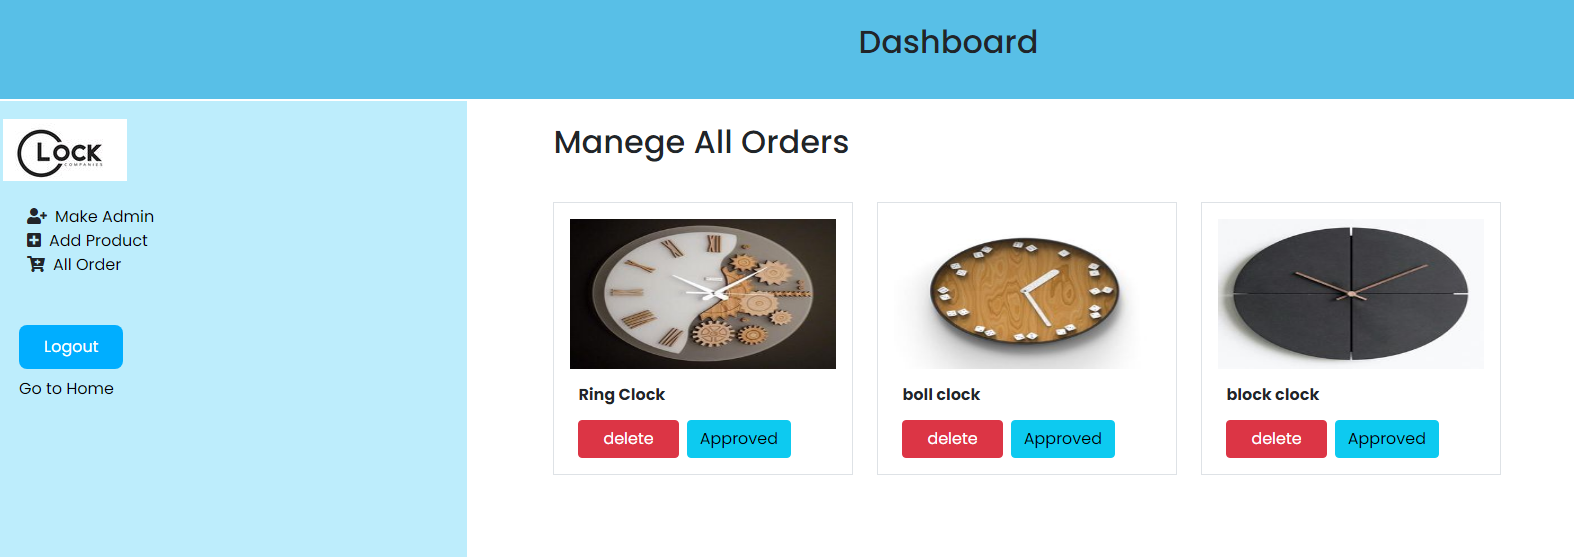 Dashboard
CLOCK
COMPANIES
Make Admin
Add Product
All Order
Logout
Go to Home
Manege All Orders
Ring Clock
delete Approved
boll clock
delete Approved
block clock
delete Approved